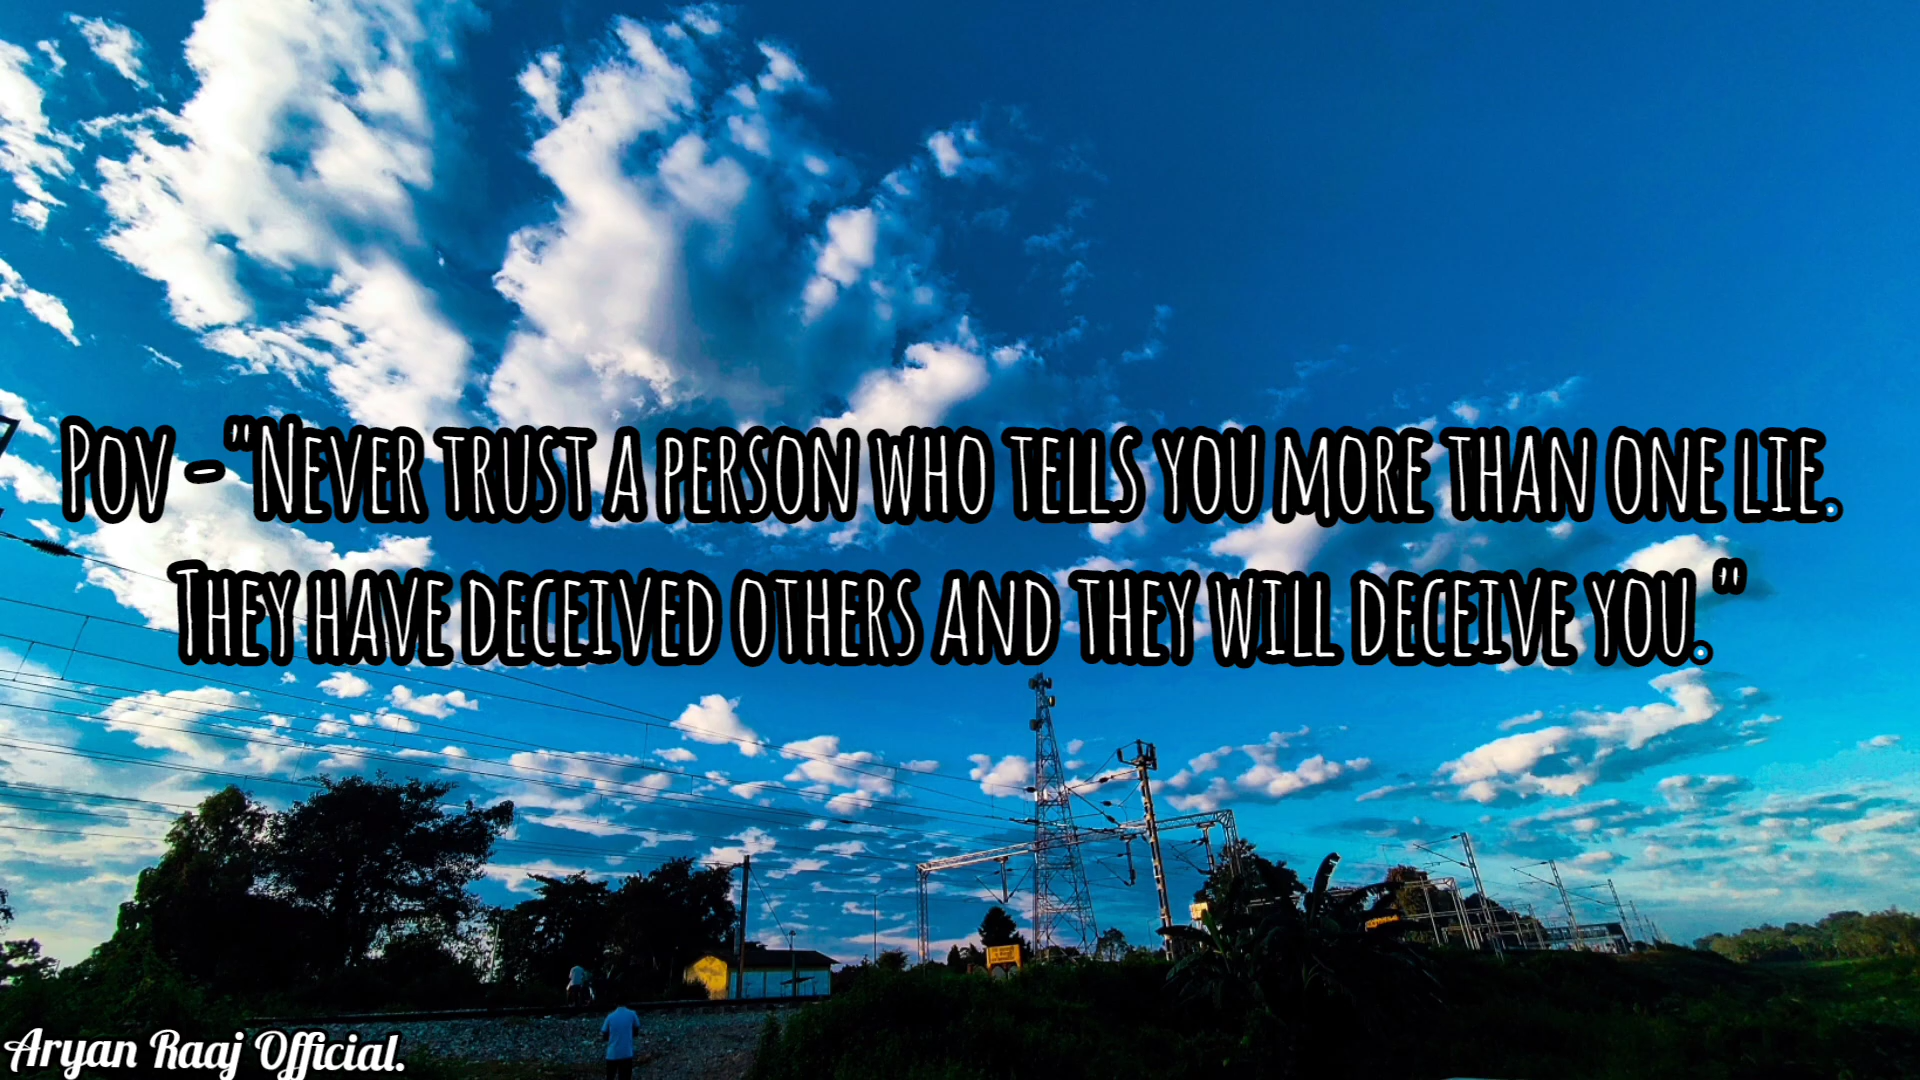 Pov - "Never trust a person who tells you more than one lie.
They have deceived others and they will deceive you."
Aryan Raaj Official.